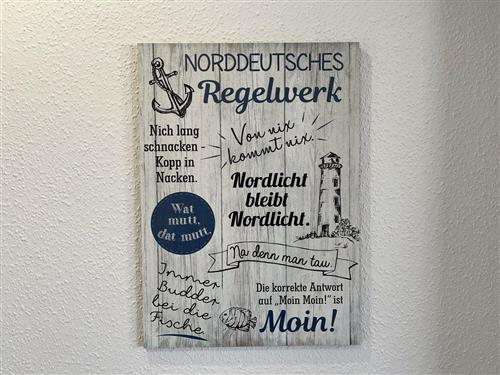 NORDDEUTSCHES
Regelwerk
Nich lang
schnacken -
Kopp in
Nacken.
Von nix
kommt nix.
Nordlicht
bleibt
Nordlicht.
Wat
mutt,
dat mutt.
Na denn man tau
Immer
Budder
bei die
Fische.
Die korrekte Antwort
auf „Moin Moin!" ist
Moin!